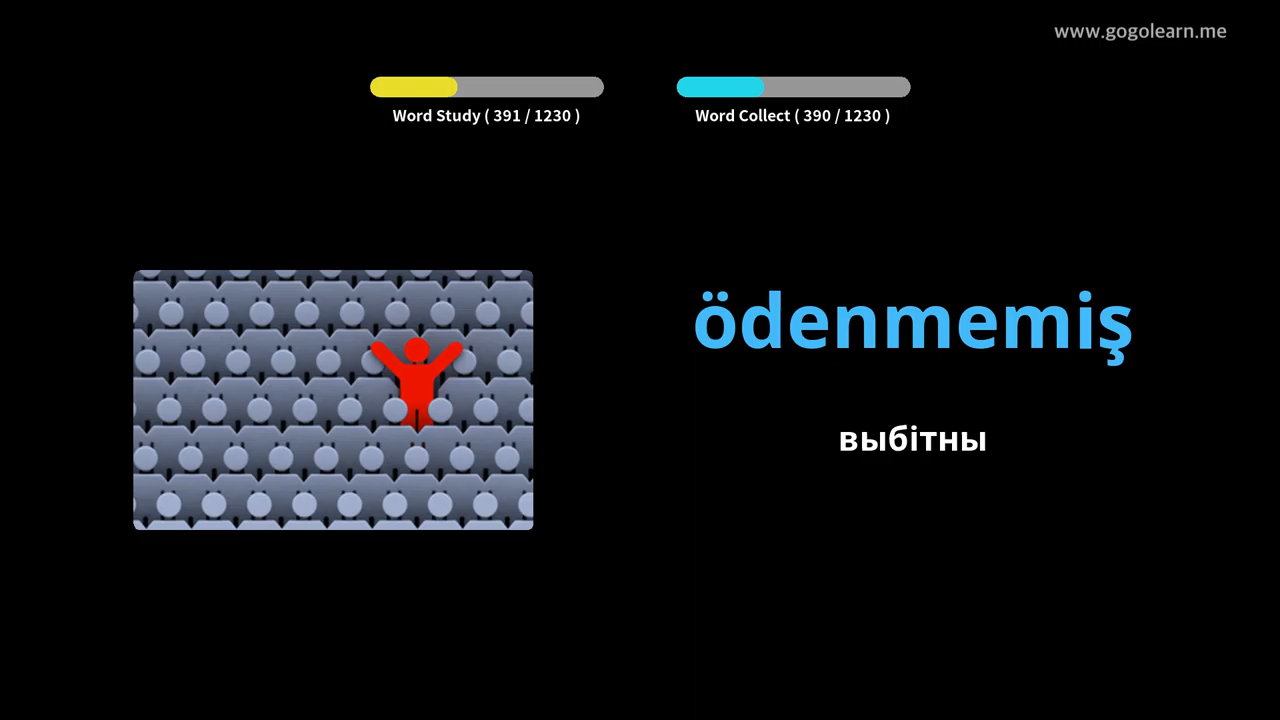 www.gogolearn.me
Word Study ( 391 / 1230 )
Word Collect ( 390 / 1230 )
ödenmemiş
выбітны